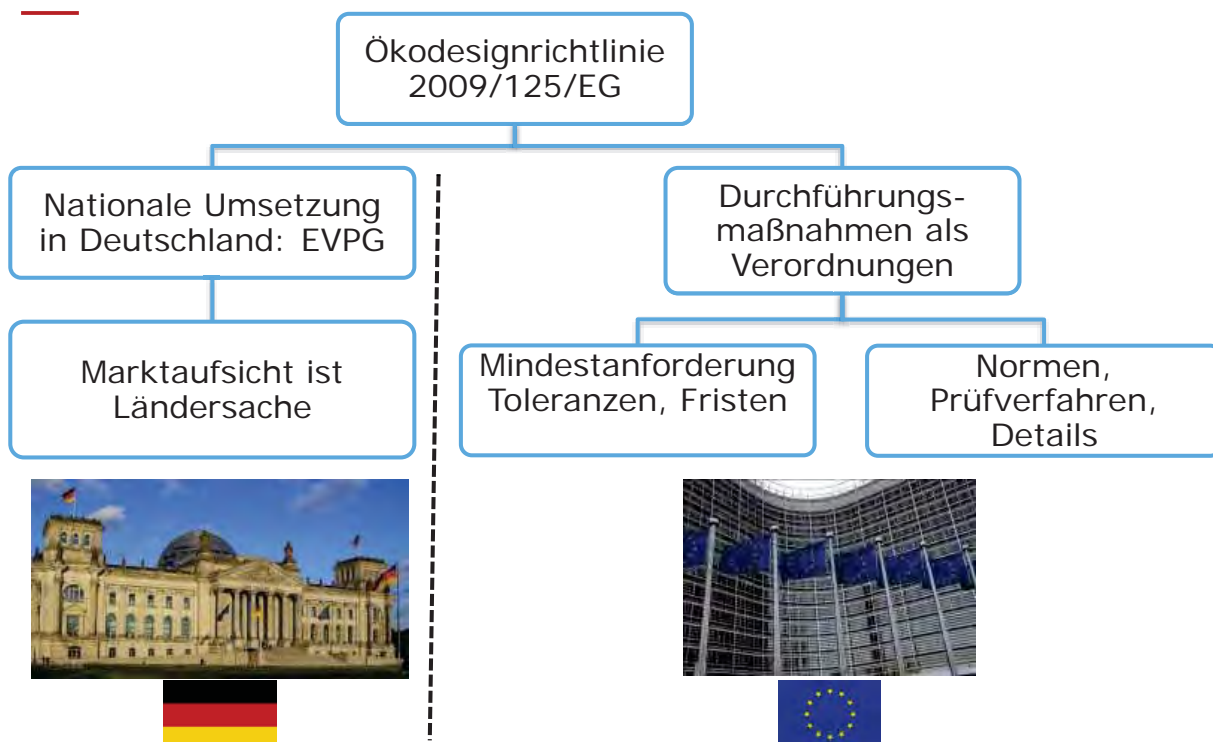 Ökodesignrichtlinie
2009/125/EG
Nationale Umsetzung
in Deutschland: EVPG
Durchführungs-
maßnahmen als
Verordnungen
Marktaufsicht ist
Ländersache
Mindestanforderung
Toleranzen, Fristen
Normen,
Prüfverfahren,
Details